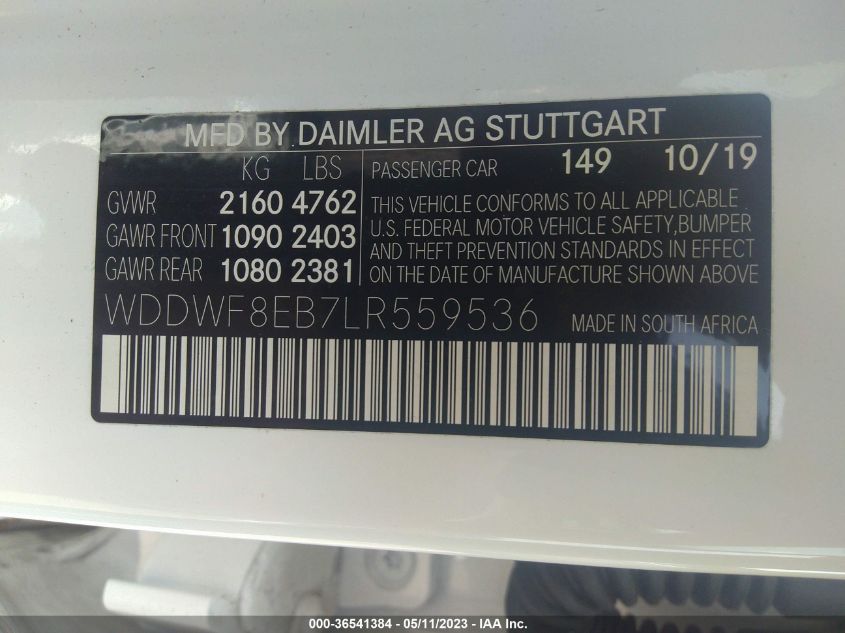 MFD BY DAIMLER AG STUTTGART
KG LBS
GVWR 2160 4762
GAWR FRONT 1090 2403
GAWR REAR 1080 2381
PASSENGER CAR 149 10/19
THIS VEHICLE CONFORMS TO ALL APPLICABLE
U.S. FEDERAL MOTOR VEHICLE SAFETY,BUMPER
AND THEFT PREVENTION STANDARDS IN EFFECT
ON THE DATE OF MANUFACTURE SHOWN ABOVE
WDDWF8EB7LR559536 MADE IN SOUTH AFRICA
000-36541384 - 05/11/2023 - IAA Inc.